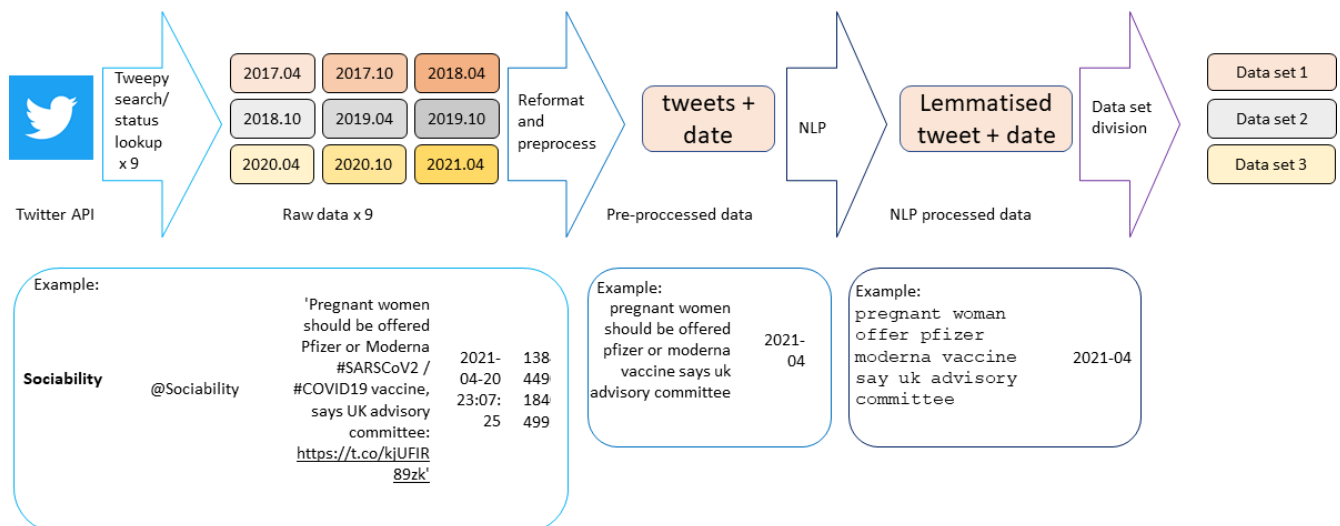 Tweepy
search/
status
lookup
x 9
Twitter API
2017.04
2017.10
2018.04
2018.10
2019.04
2019.10
2020.04
2020.10
2021.04
Raw data x 9
Reformat
and
preprocess
tweets +
date
Pre-proccessed data
NLP
Lemmatised
tweet + date
NLP processed data
Data set
division
Data set 1
Data set 2
Data set 3
Example:
Sociability
@Sociability
'Pregnant women
should be offered
Pfizer or Moderna
#SARSCoV2 /
#COVID19 vaccine,
says UK advisory
committee:
https://t.co/kjUFIR
89zk'
2021-
04-20
23:07:
25
138
449
184
499
Example:
pregnant women
should be offered
pfizer or moderna
vaccine says uk
advisory committee
2021-
04
Example:
pregnant woman
offer pfizer
moderna vaccine
say uk advisory
committee
2021-04